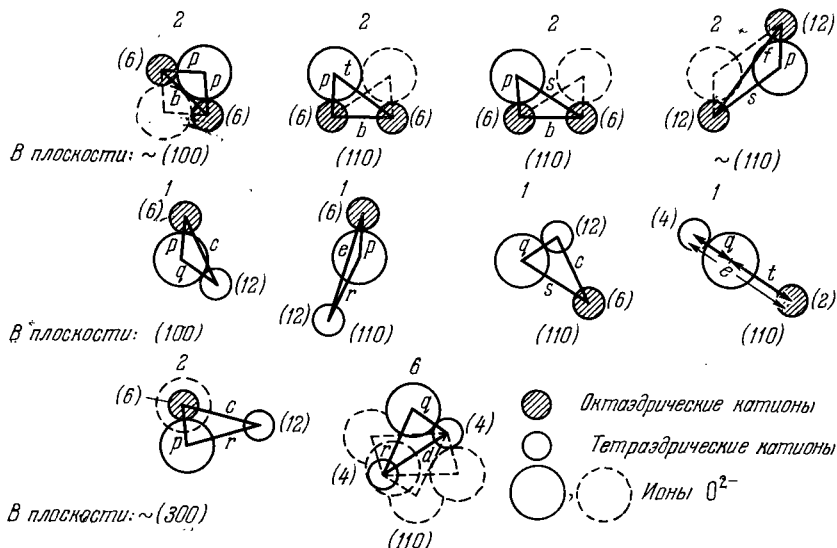 2 2 2 2
(6) p p b (6)
(6) p t b (6)
(6) p s b (6)
(12) f p s (12)
В плоскости: ~(100) (110) (110) ~(110)
1 1 1 1
(6) p c q (12)
(6) e p r (12)
(12) q c s (6)
(4) q e t (2)
В плоскости: (100) (110) (110) (110)
2 6
(6) c p r (12)
q (4) r d (4)
Октаэдрические катионы
Тетраэдрические катионы
, Ионы O²⁻
В плоскости: ~(300) (110)